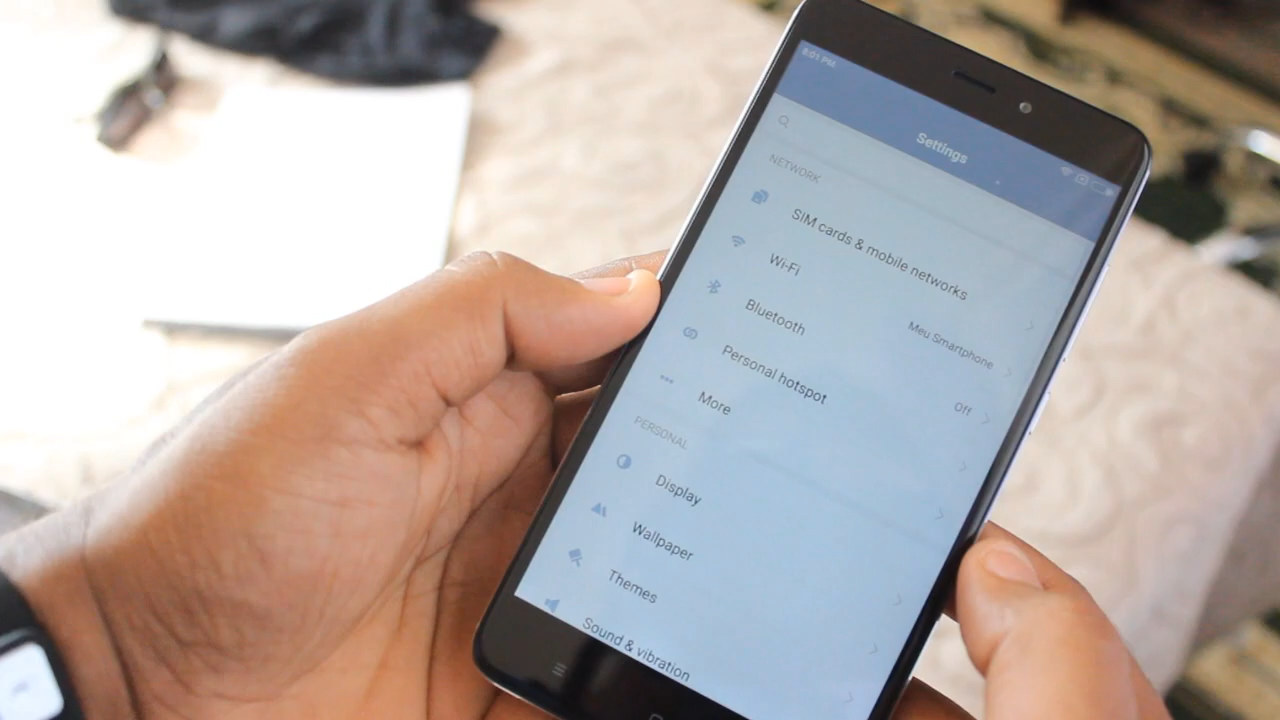 8:01 PM
Settings
NETWORK
SIM cards & mobile networks
Wi-Fi
Meu Smartphone
Bluetooth
Off
Personal hotspot
More
PERSONAL
Display
Wallpaper
Themes
Sound & vibration